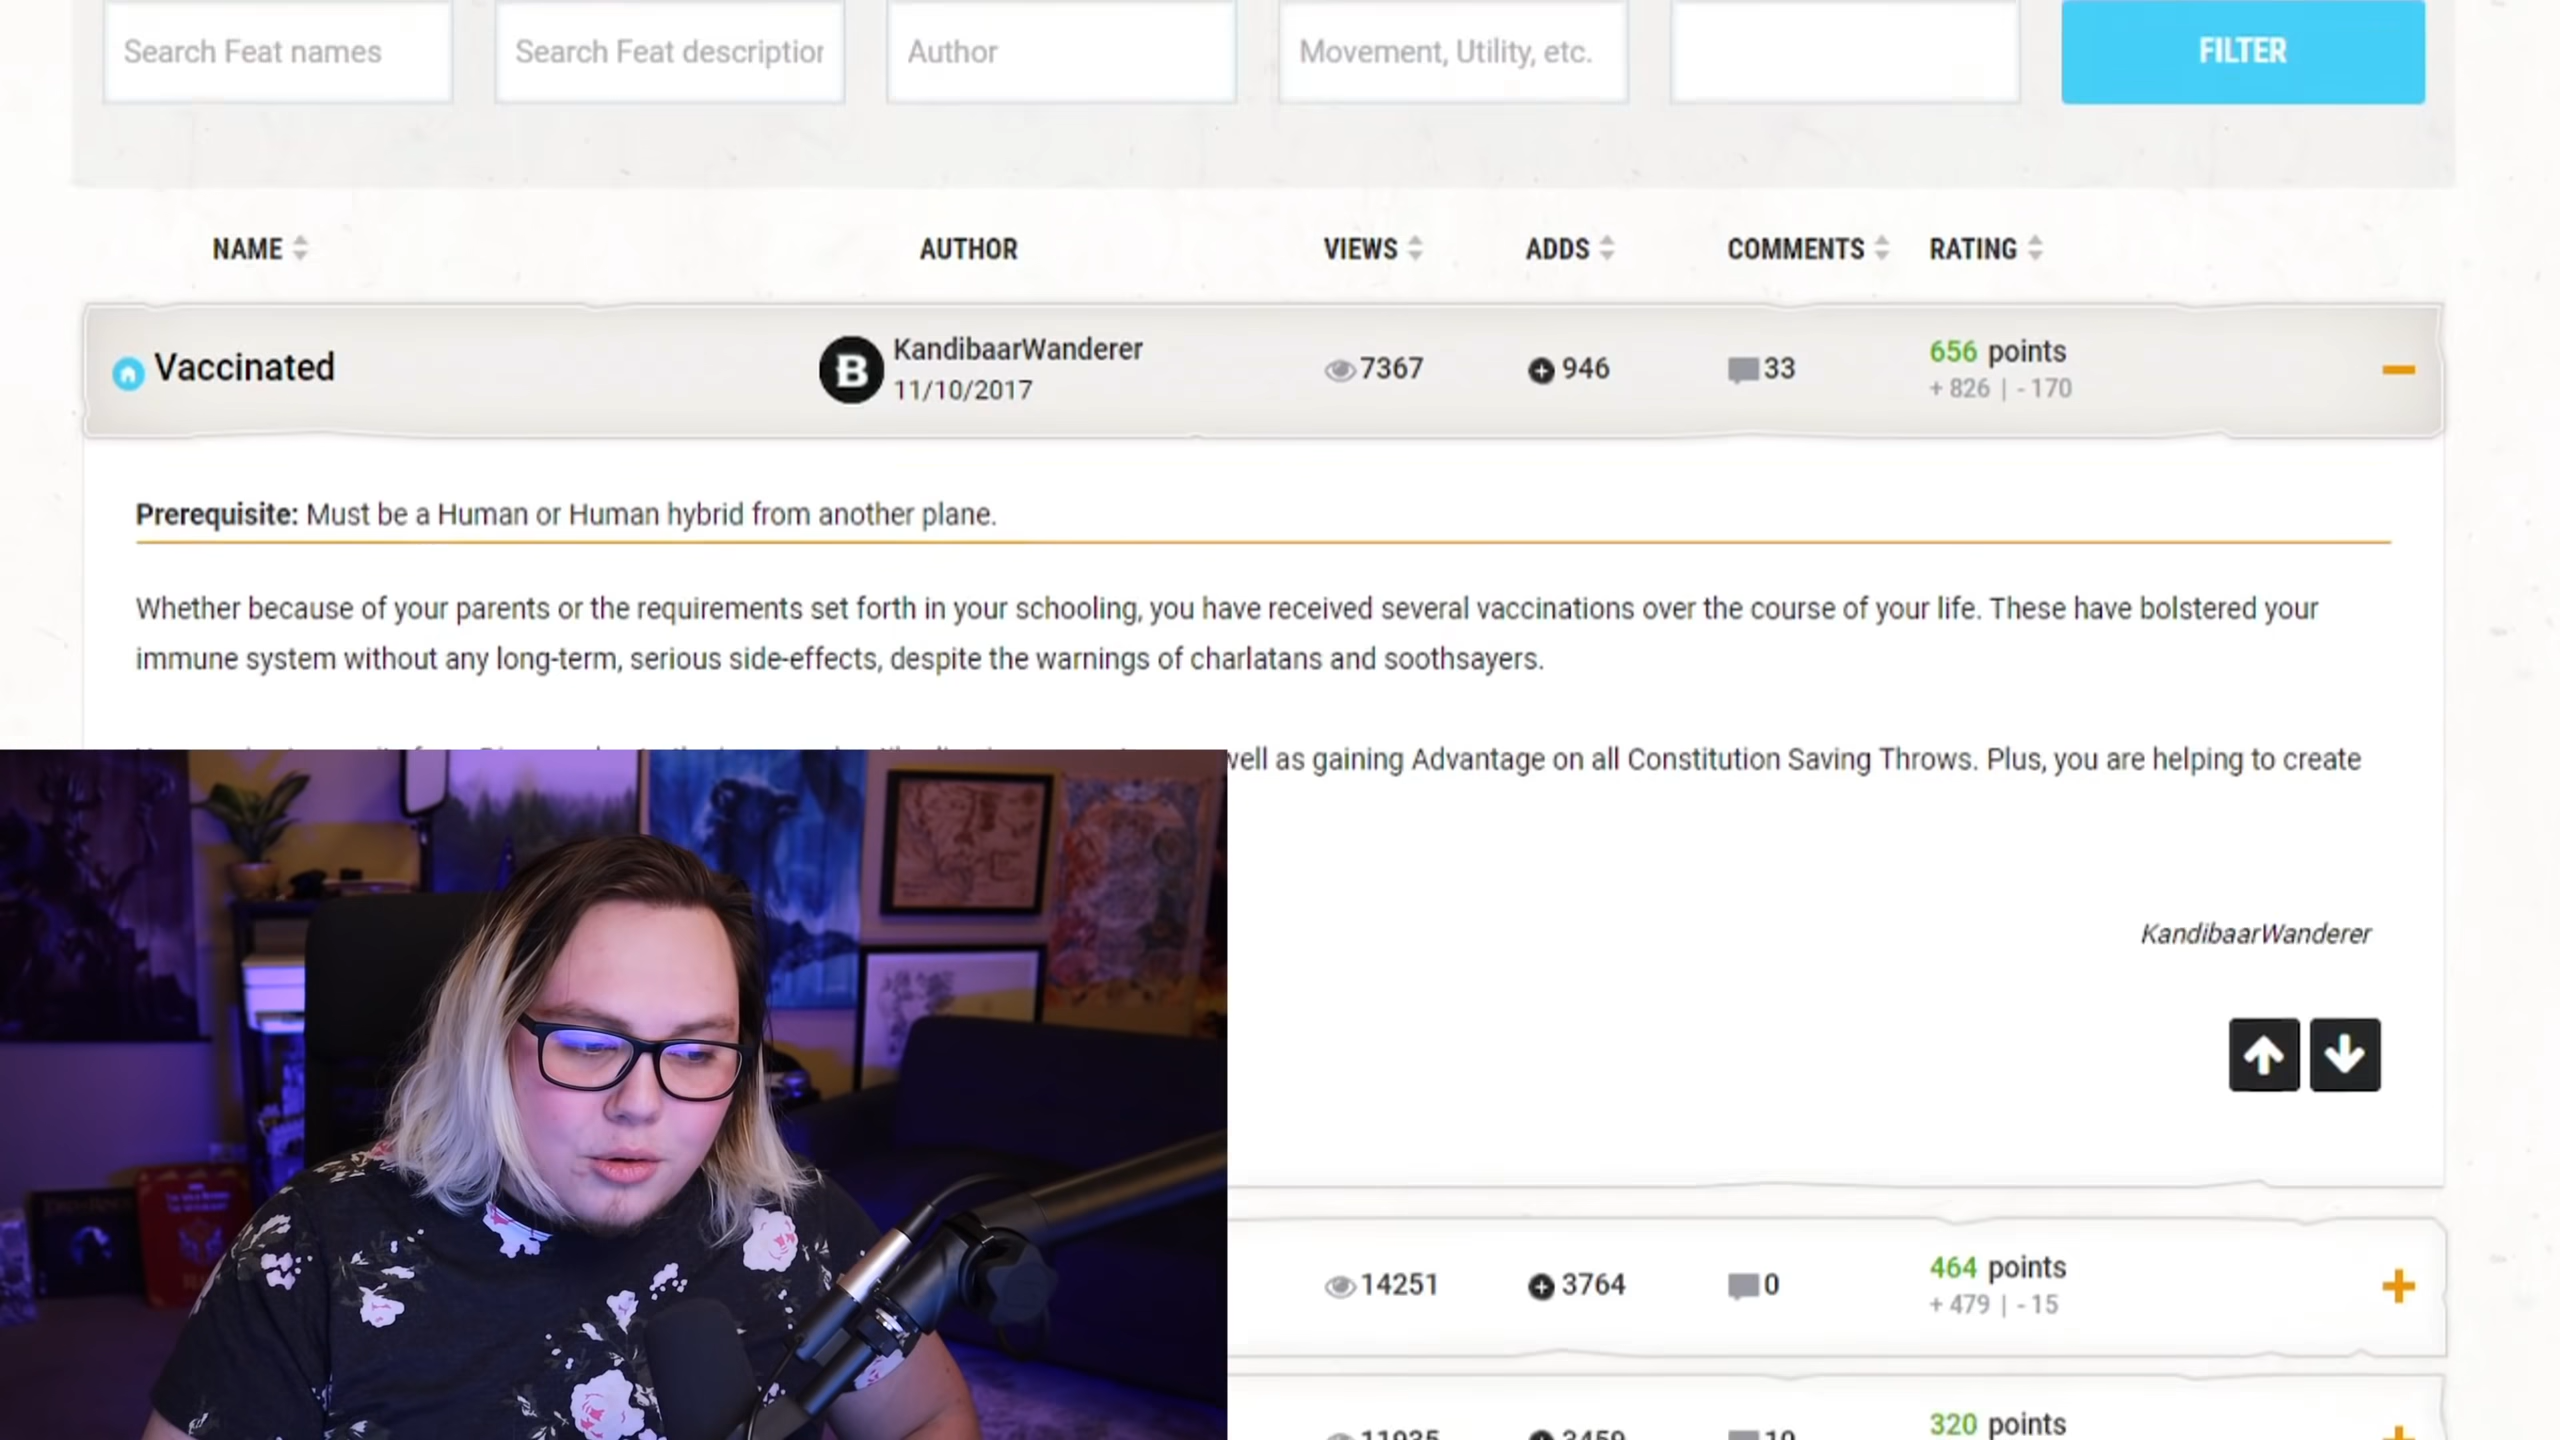 Search Feat names
Search Feat description
Author
Movement, Utility, etc.
FILTER
NAME
AUTHOR
VIEWS
ADDS
COMMENTS
RATING
Vaccinated
B
KandibaarWanderer
11/10/2017
7367
946
33
656 points
+ 826 | - 170
Prerequisite: Must be a Human or Human hybrid from another plane.
Whether because of your parents or the requirements set forth in your schooling, you have received several vaccinations over the course of your life. These have bolstered your
immune system without any long-term, serious side-effects, despite the warnings of charlatans and soothsayers.
well as gaining Advantage on all Constitution Saving Throws. Plus, you are helping to create
KandibaarWanderer
14251
3764
0
464 points
+ 479 | - 15
320 points